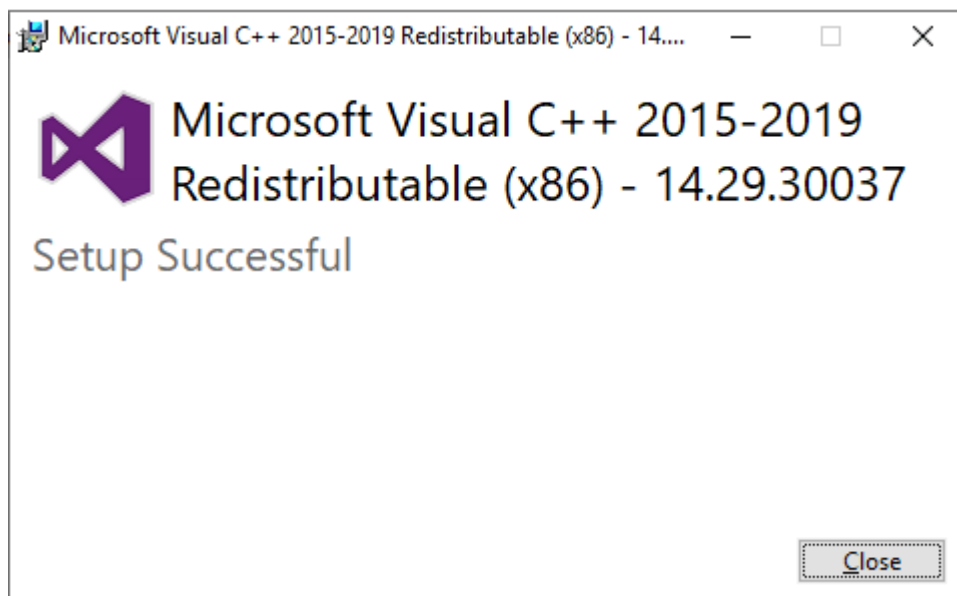 Microsoft Visual C++ 2015-2019 Redistributable (x86) - 14....
Microsoft Visual C++ 2015-2019
Redistributable (x86) - 14.29.30037
Setup Successful
Close